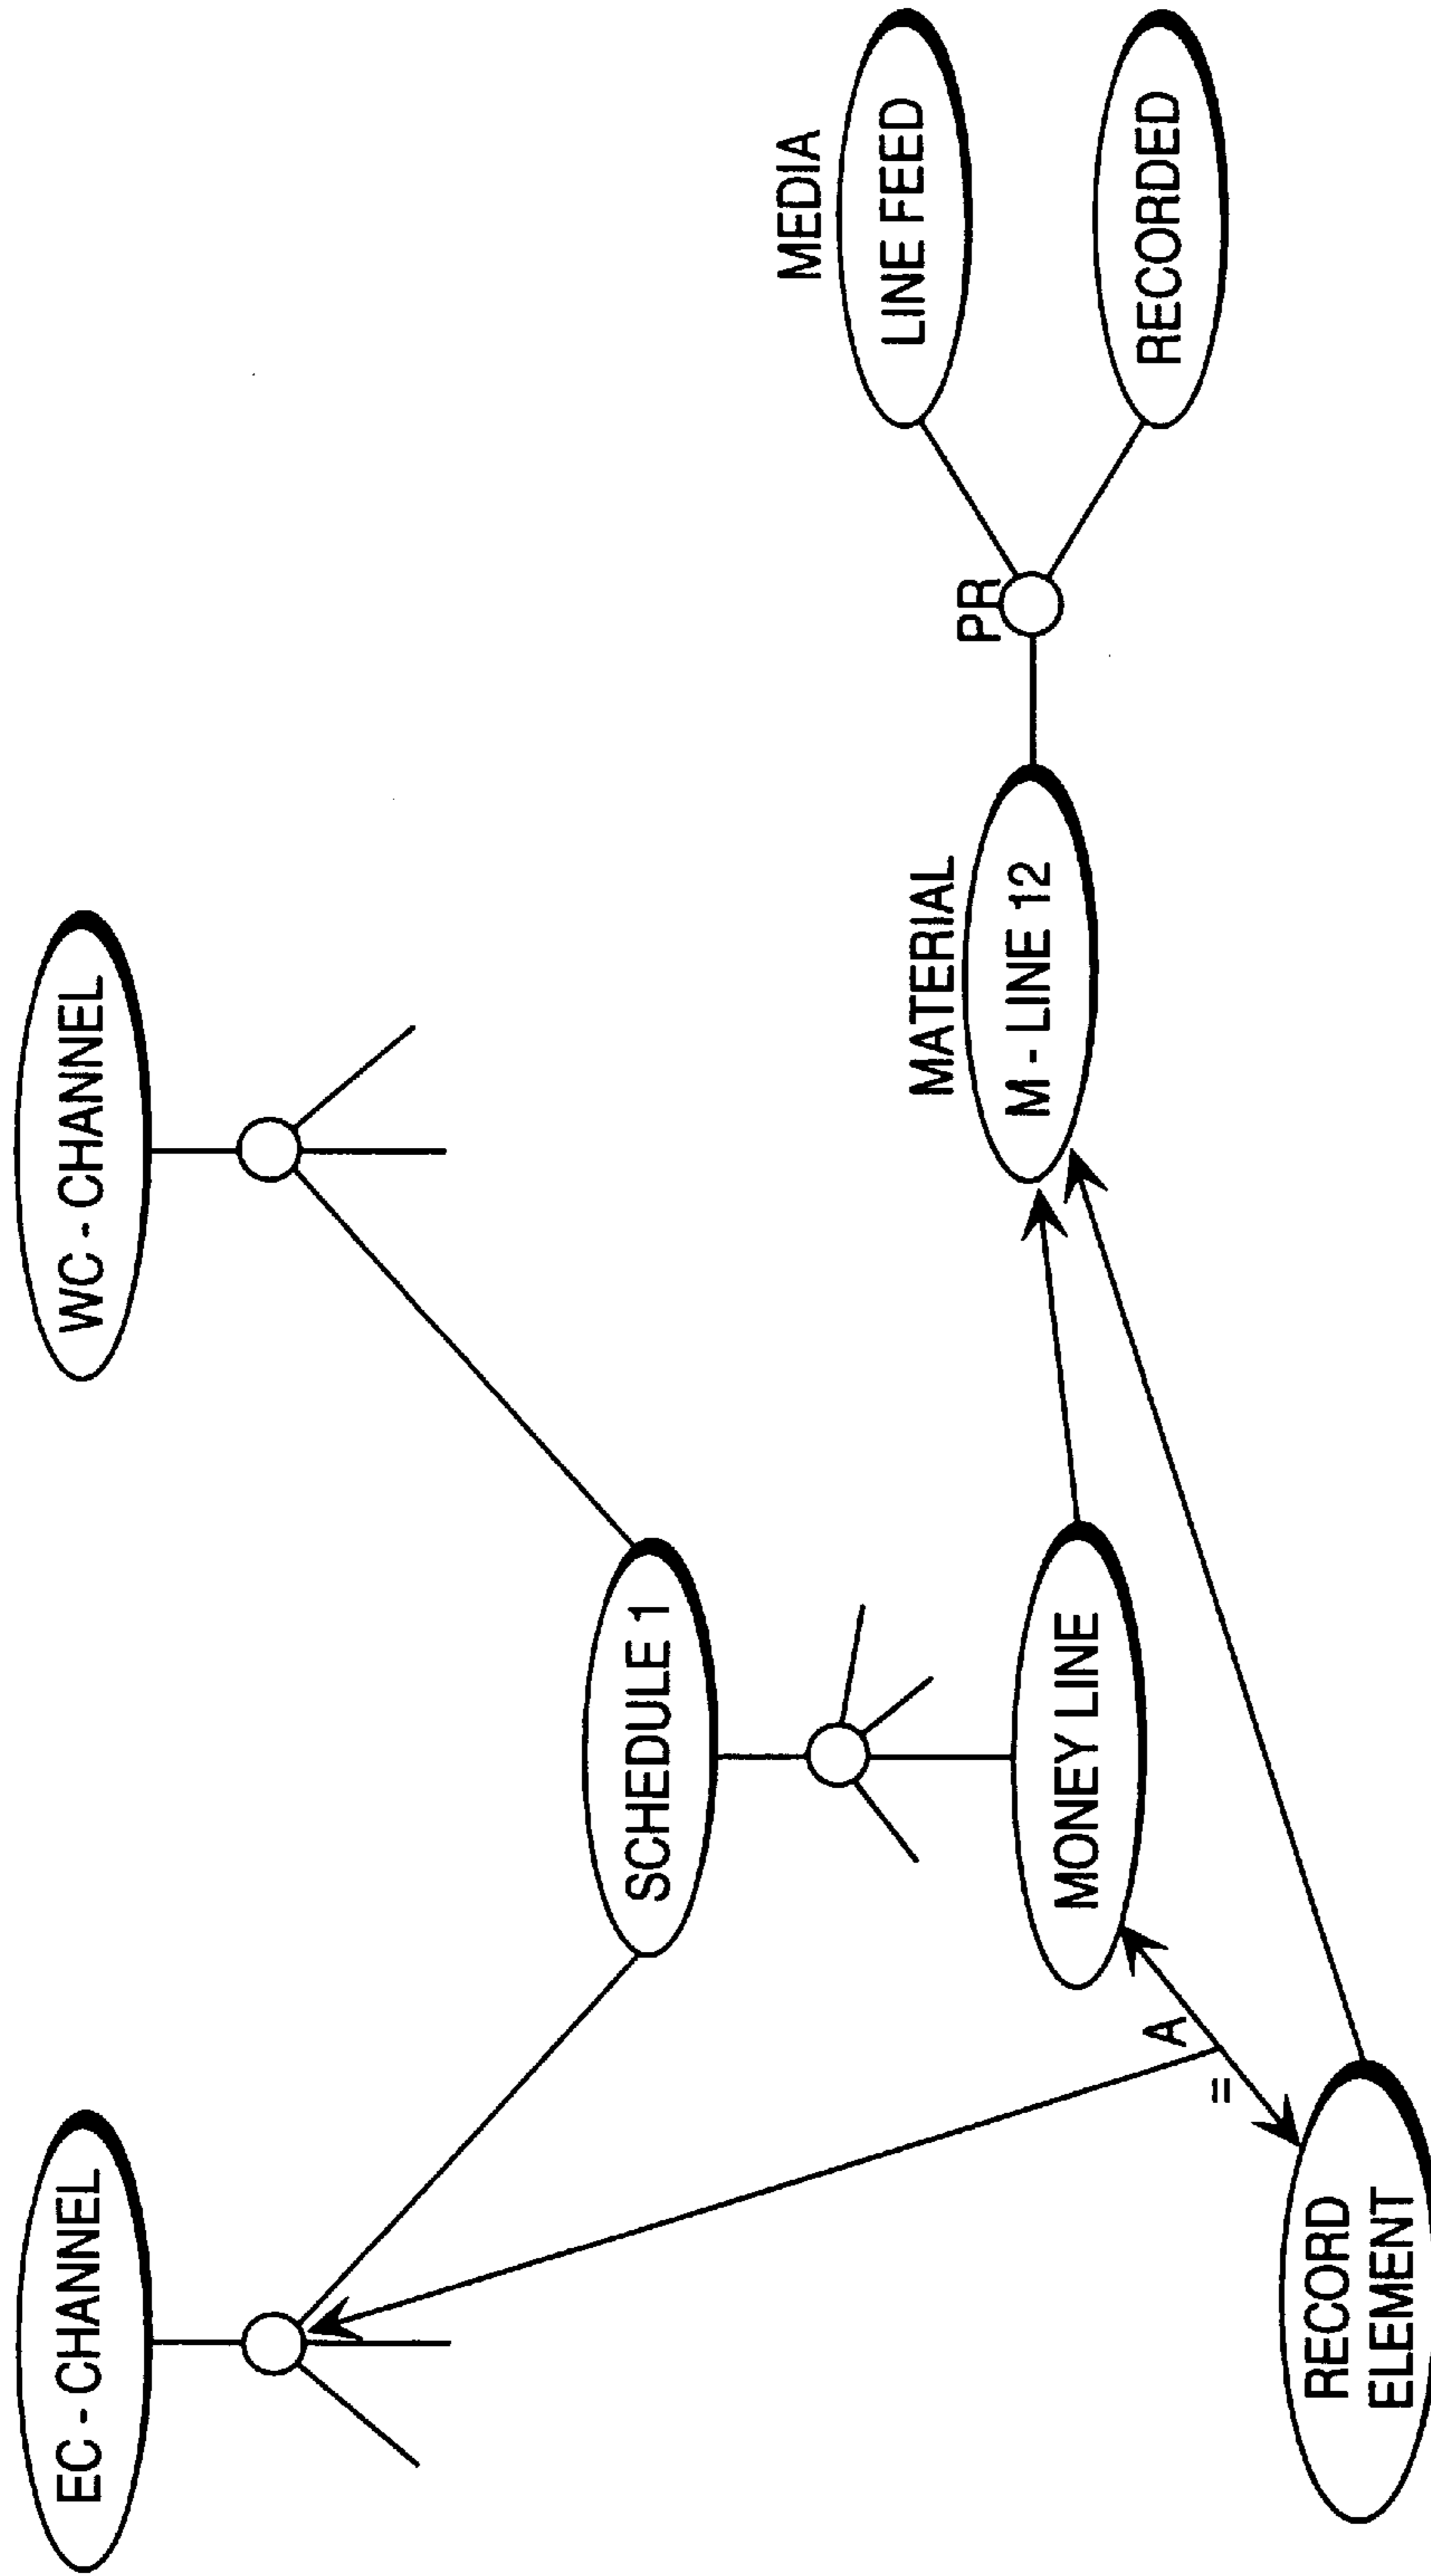 EC - CHANNEL
WC - CHANNEL
SCHEDULE 1
MEDIA
LINE FEED
MATERIAL
PR
M - LINE 12
MONEY LINE
RECORDED
A
=
RECORD
ELEMENT